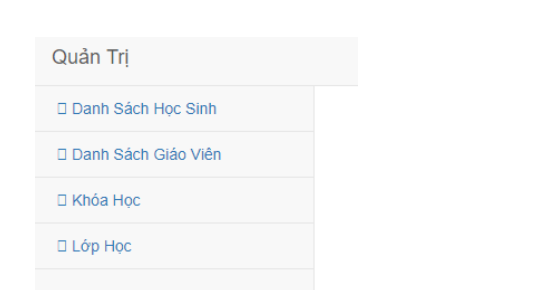 Quản Trị
Danh Sách Học Sinh
Danh Sách Giáo Viên
Khóa Học
Lớp Học